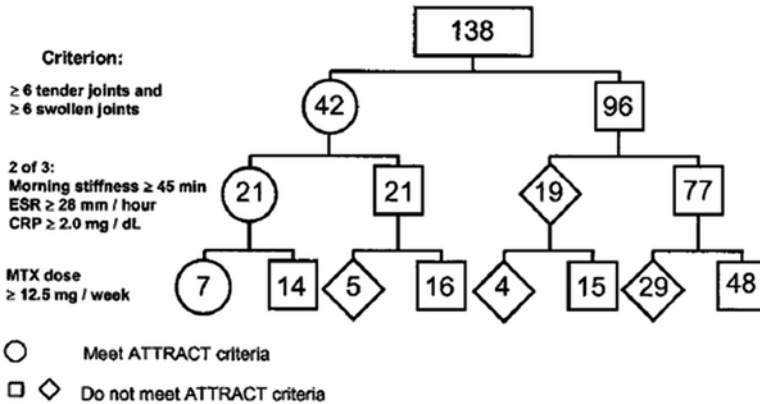 138
Criterion:
≥ 6 tender joints and
≥ 6 swollen joints
42
96
2 of 3:
Morning stiffness ≥ 45 min
ESR ≥ 28 mm / hour
CRP ≥ 2.0 mg / dL
21
21
19
77
MTX dose
≥ 12.5 mg / week
7
14
5
16
4
15
29
48
Meet ATTRACT criteria
Do not meet ATTRACT criteria